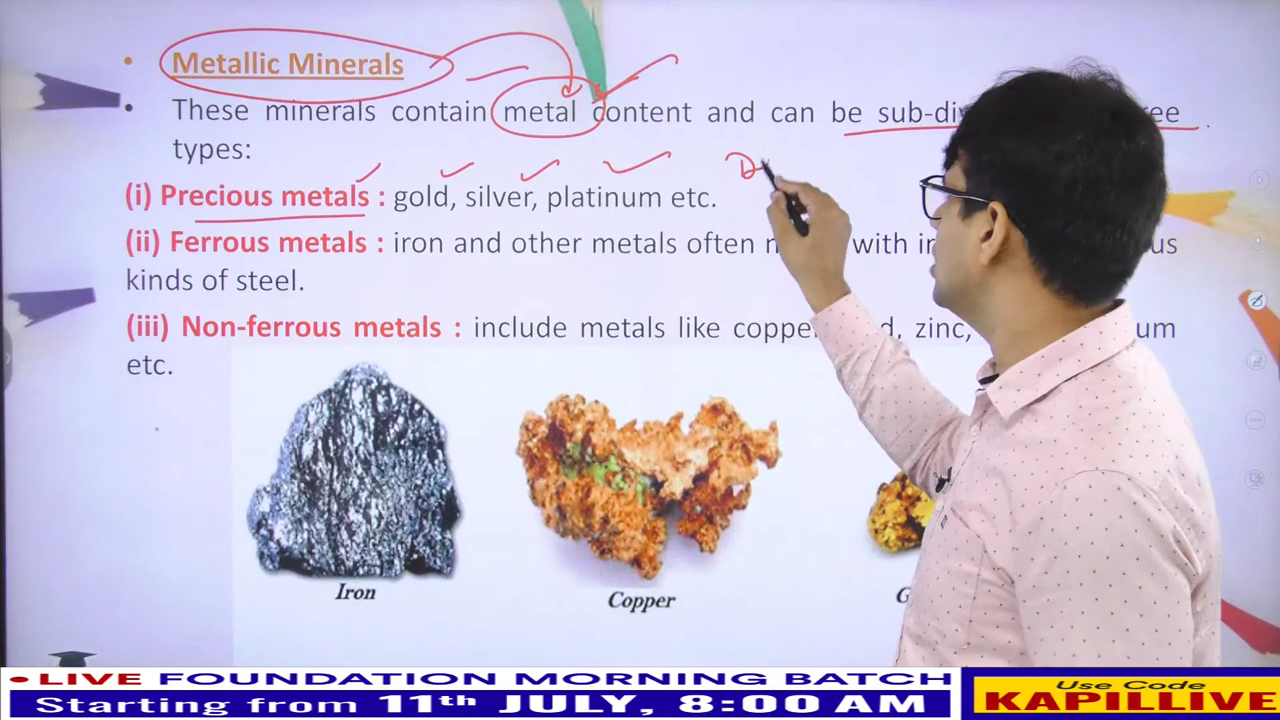 • Metallic Minerals
• These minerals contain metal content and can be sub-di ee
types:
(i) Precious metals : gold, silver, platinum etc.
(ii) Ferrous metals : iron and other metals often with
kinds of steel.
(iii) Non-ferrous metals : include metals like copper zinc,
etc.
Iron
Copper
• LIVE FOUNDATION MORNING BATCH
Starting from 11th JULY, 8:00 AM
Use Code
KAPILLIVE